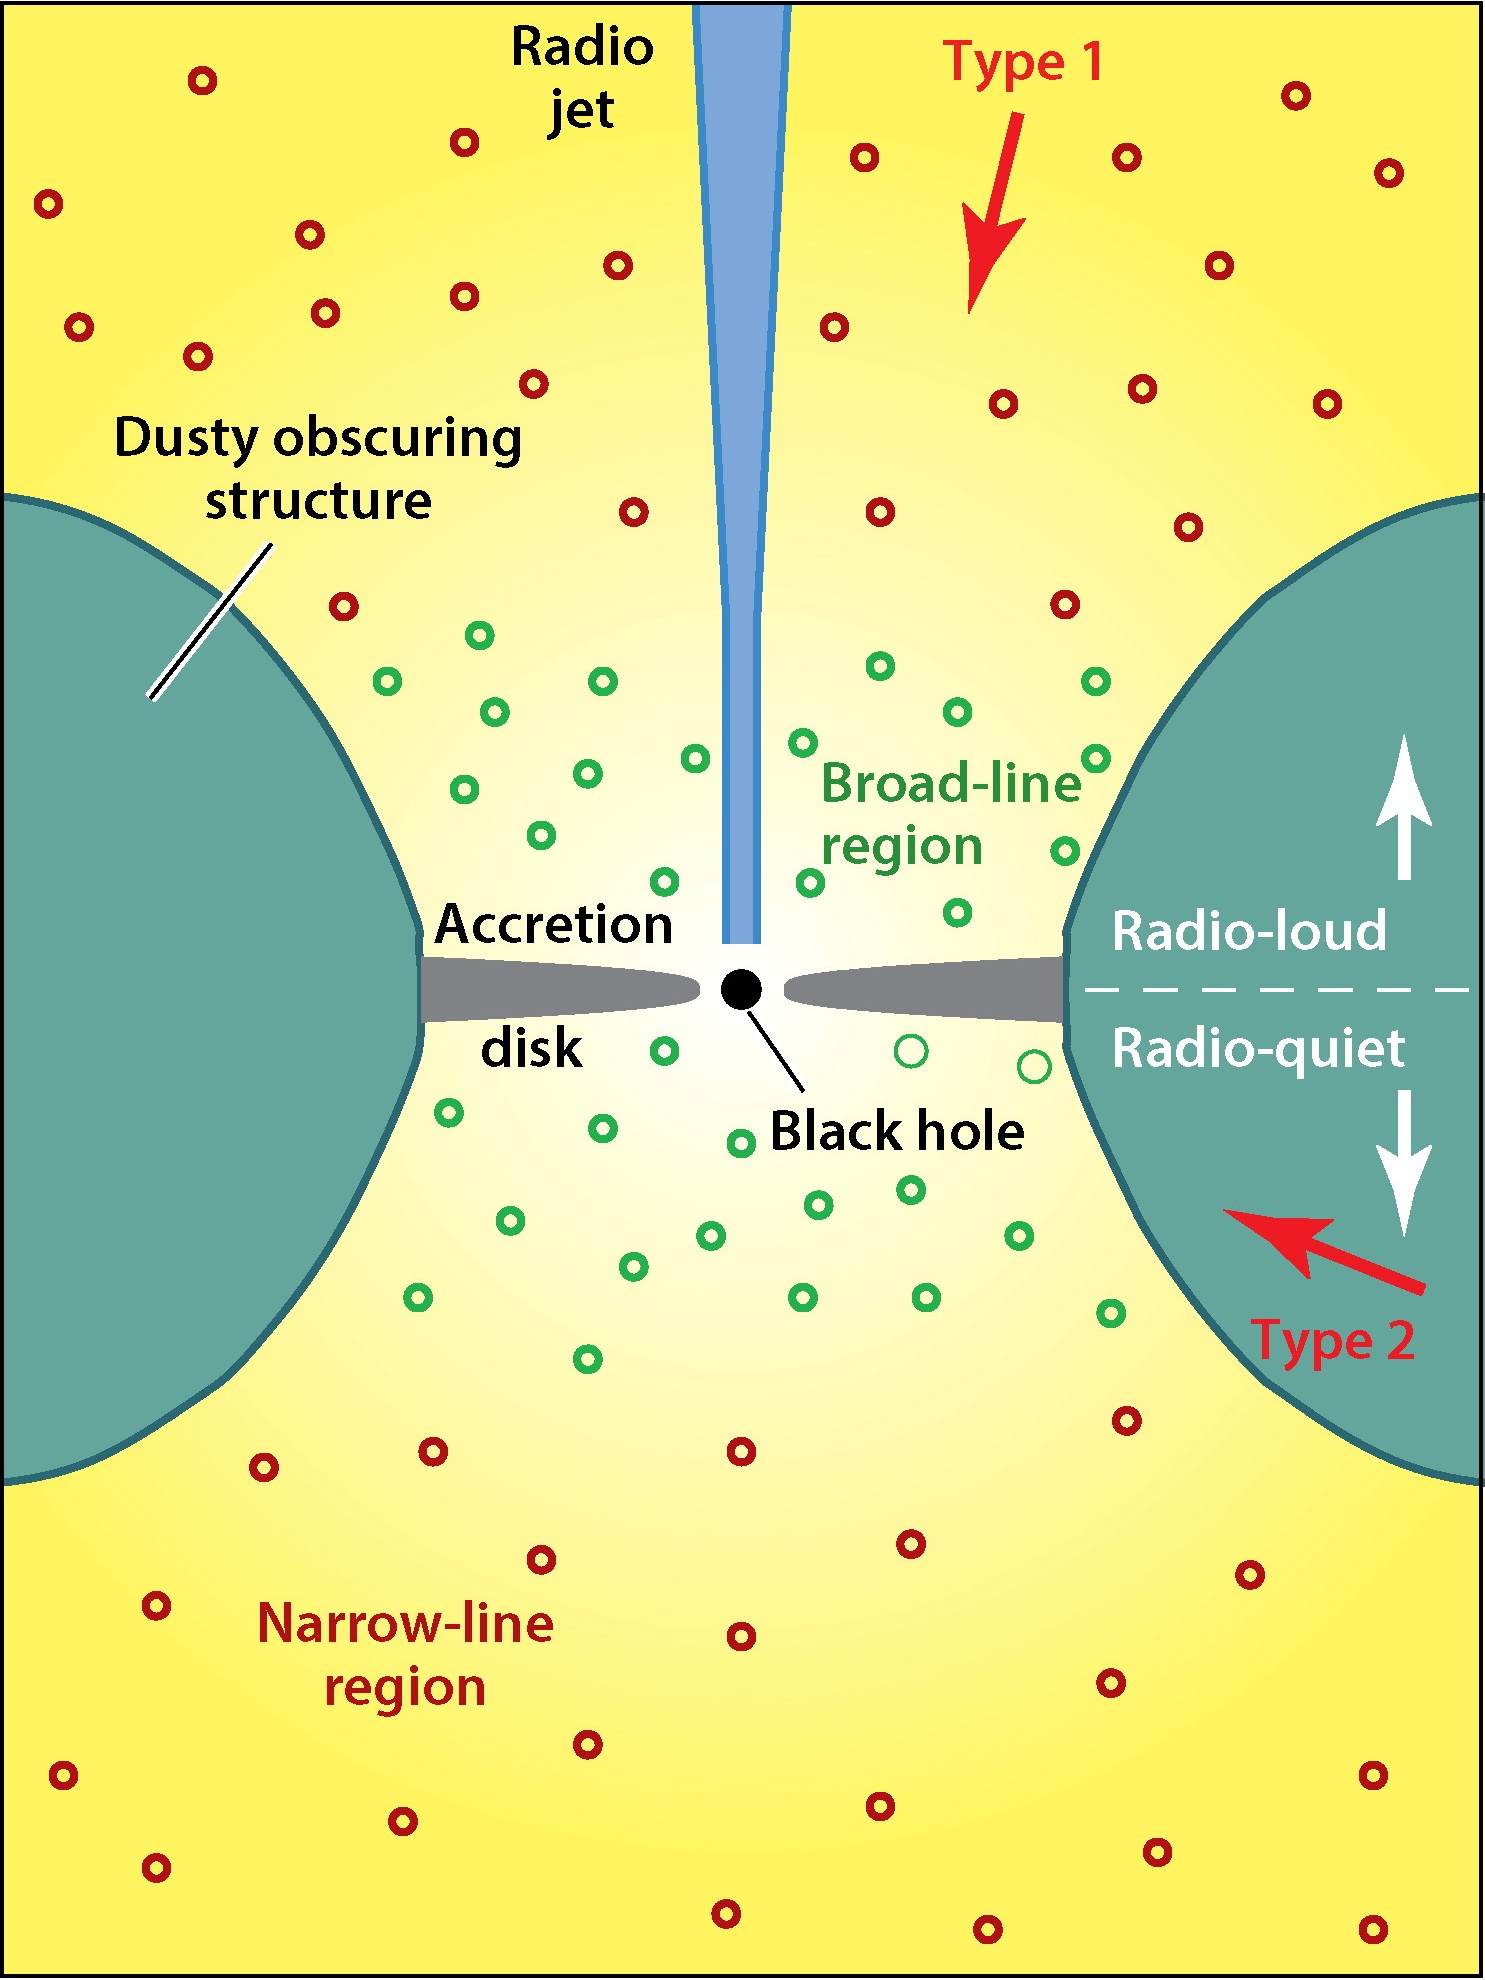 Radio
jet
Type 1
Dusty obscuring
structure
Broad-line
region
Accretion
disk
Radio-loud
Radio-quiet
Black hole
Type 2
Narrow-line
region